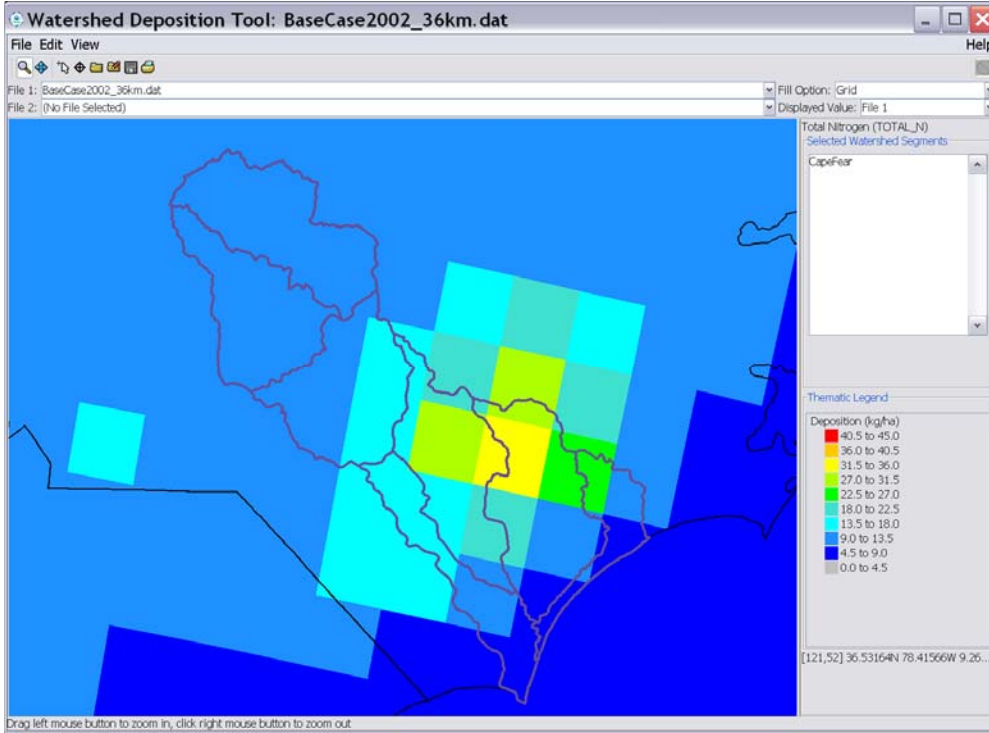 Watershed Deposition Tool: BaseCase2002_36km.dat
File Edit View Help
File 1: BaseCase2002_36km.dat Fill Option: Grid
File 2: (No File Selected) Displayed Value: File 1
Total Nitrogen (TOTAL_N)
Selected Watershed Segments
CapeFear
Thematic Legend
Deposition (kg/ha)
40.5 to 45.0
36.0 to 40.5
31.5 to 36.0
27.0 to 31.5
22.5 to 27.0
18.0 to 22.5
13.5 to 18.0
9.0 to 13.5
4.5 to 9.0
0.0 to 4.5
[121,52] 36.53164N 78.41566W 9.26...
Drag left mouse button to zoom in, click right mouse button to zoom out